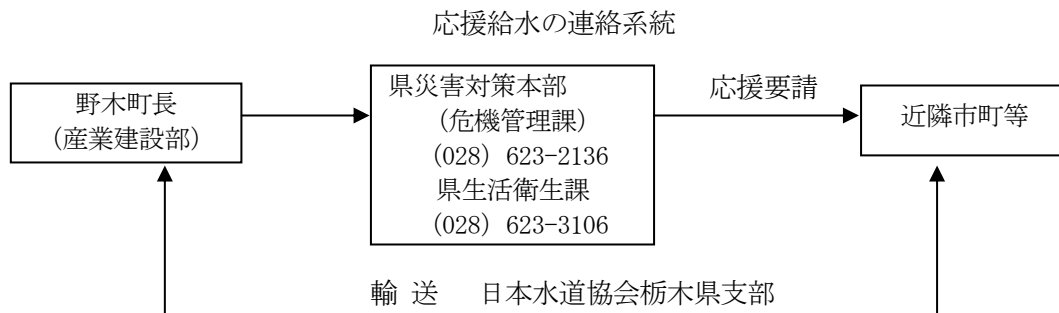 応援給水の連絡系統
野木町長
(産業建設部)
県災害対策本部
(危機管理課)
(028) 623-2136
県生活衛生課
(028) 623-3106
応援要請
近隣市町等
輸 送 日本水道協会栃木県支部